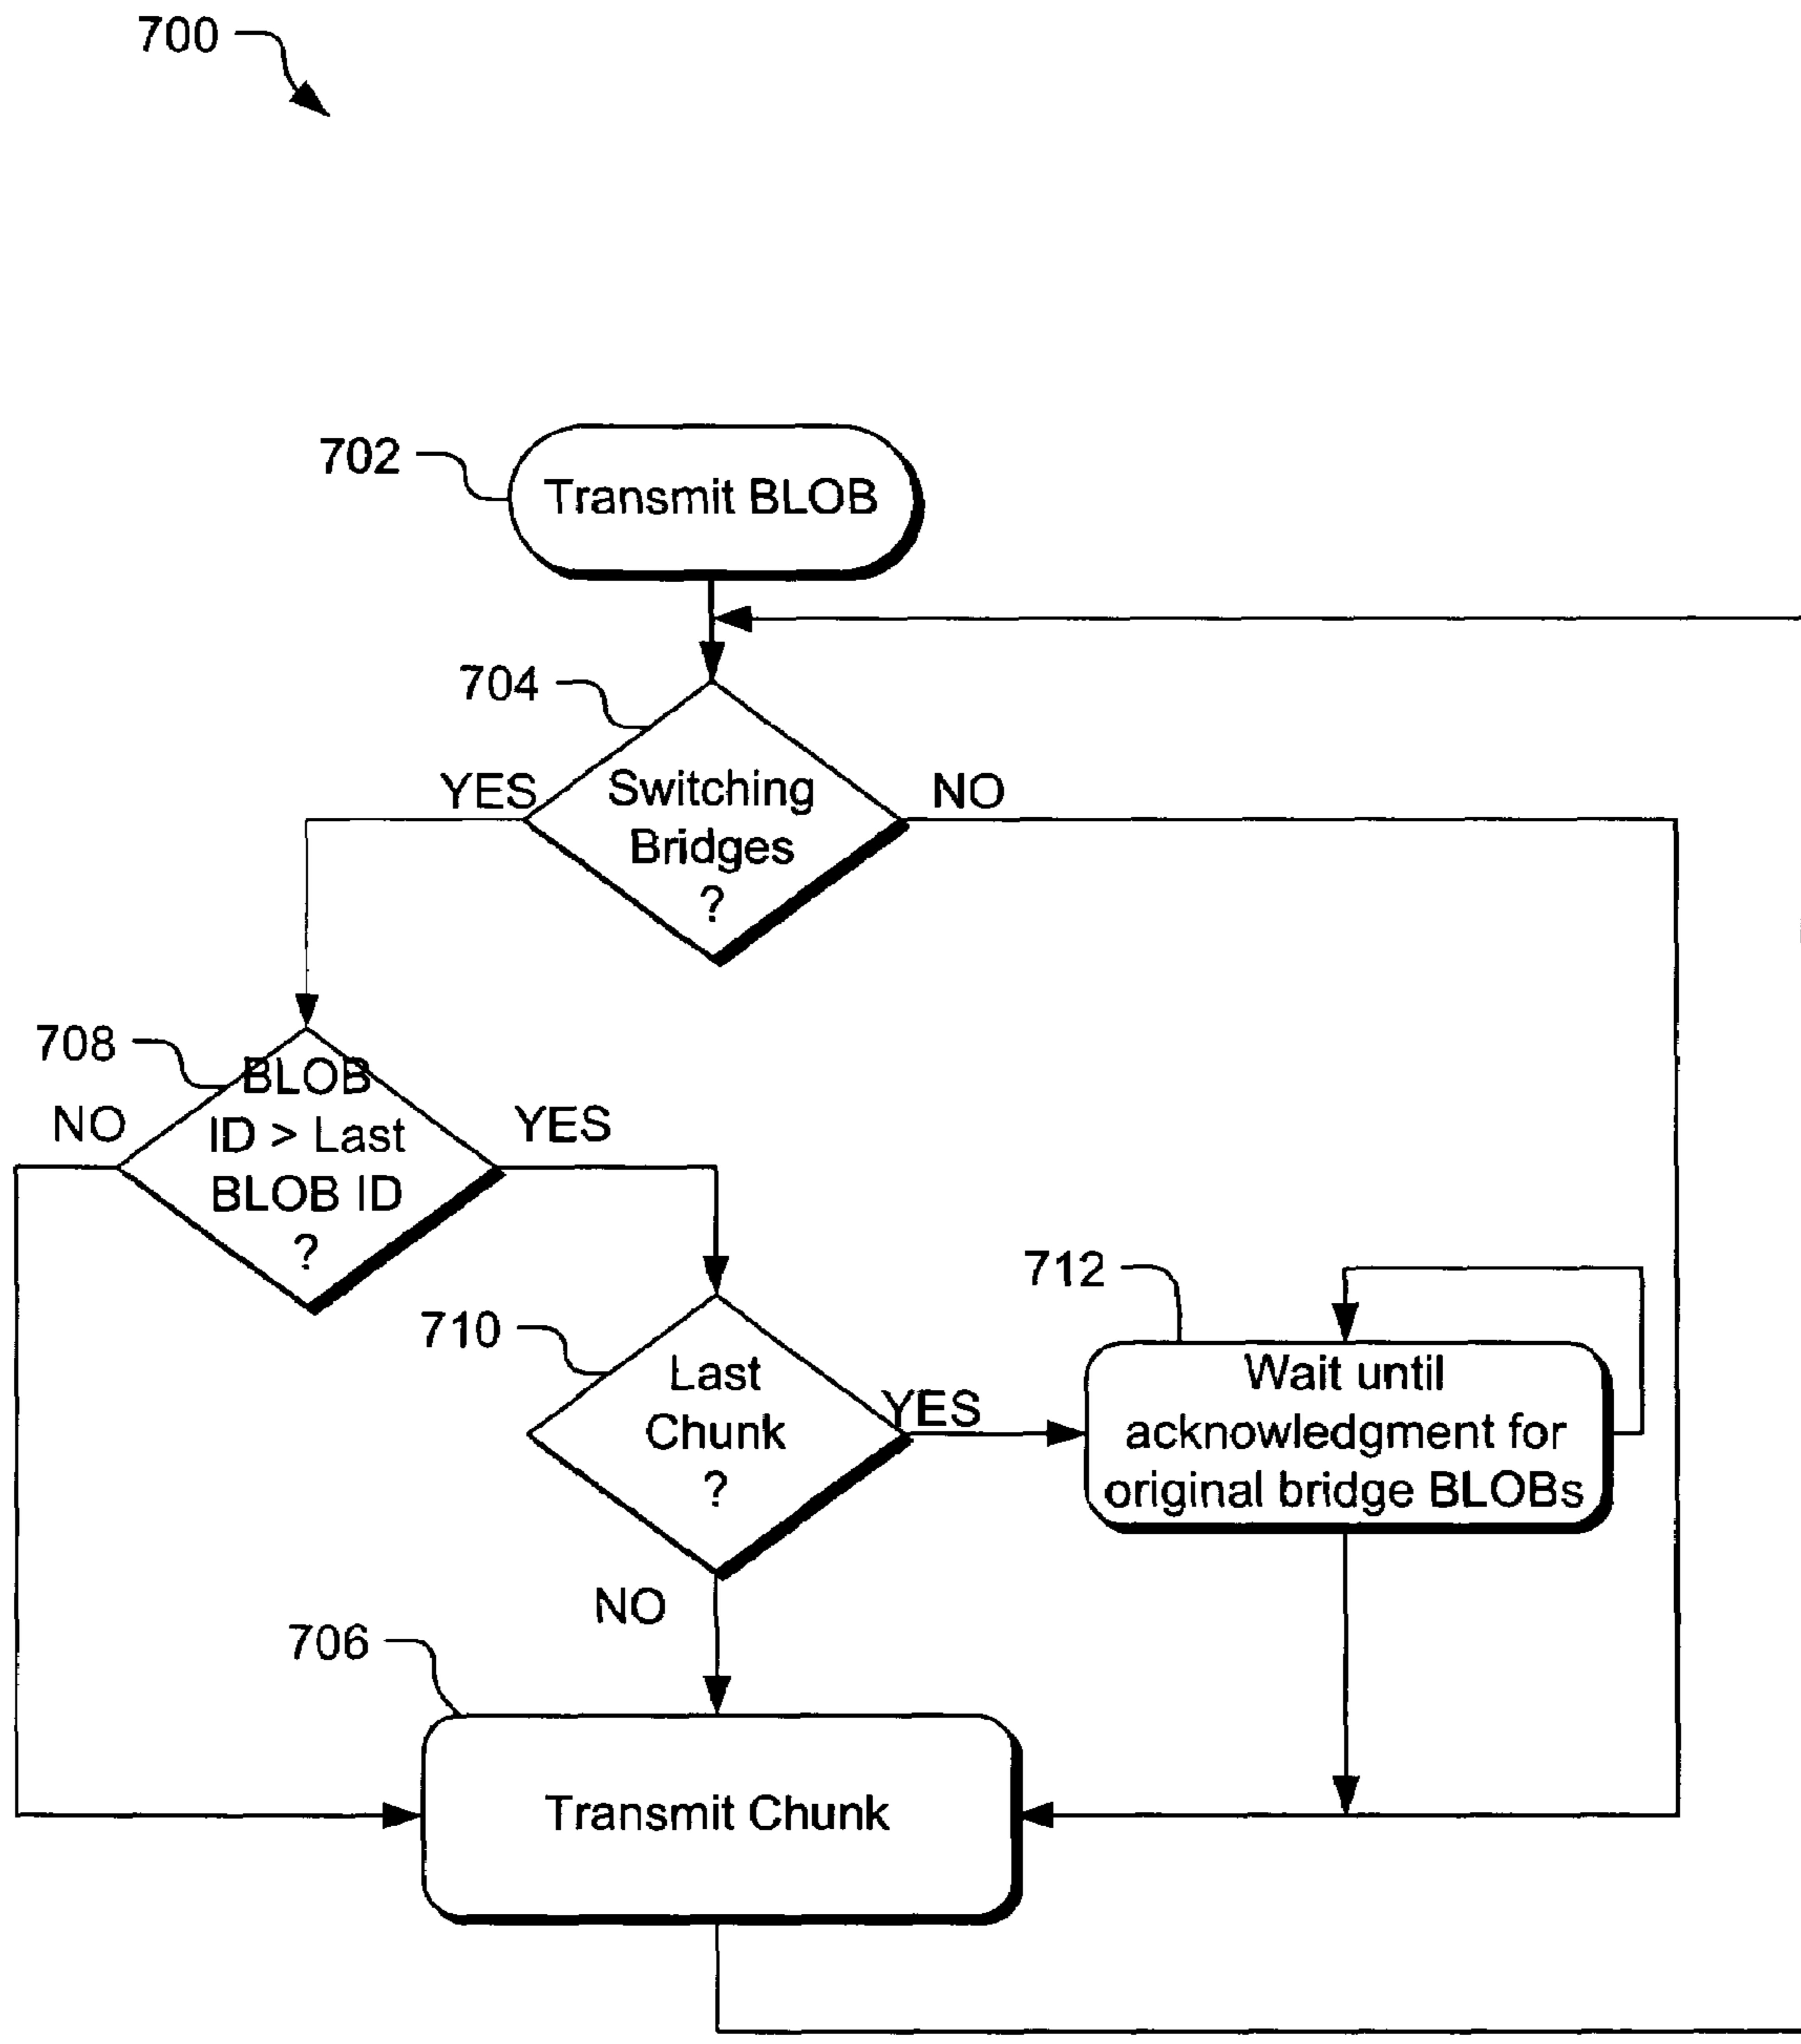 700
702
Transmit BLOB
704
YES
Switching
Bridges
?
NO
708
NO
BLOB
ID > Last
BLOB ID
?
YES
710
Last
Chunk
?
YES
NO
712
Wait until
acknowledgment for
original bridge BLOBs
706
Transmit Chunk